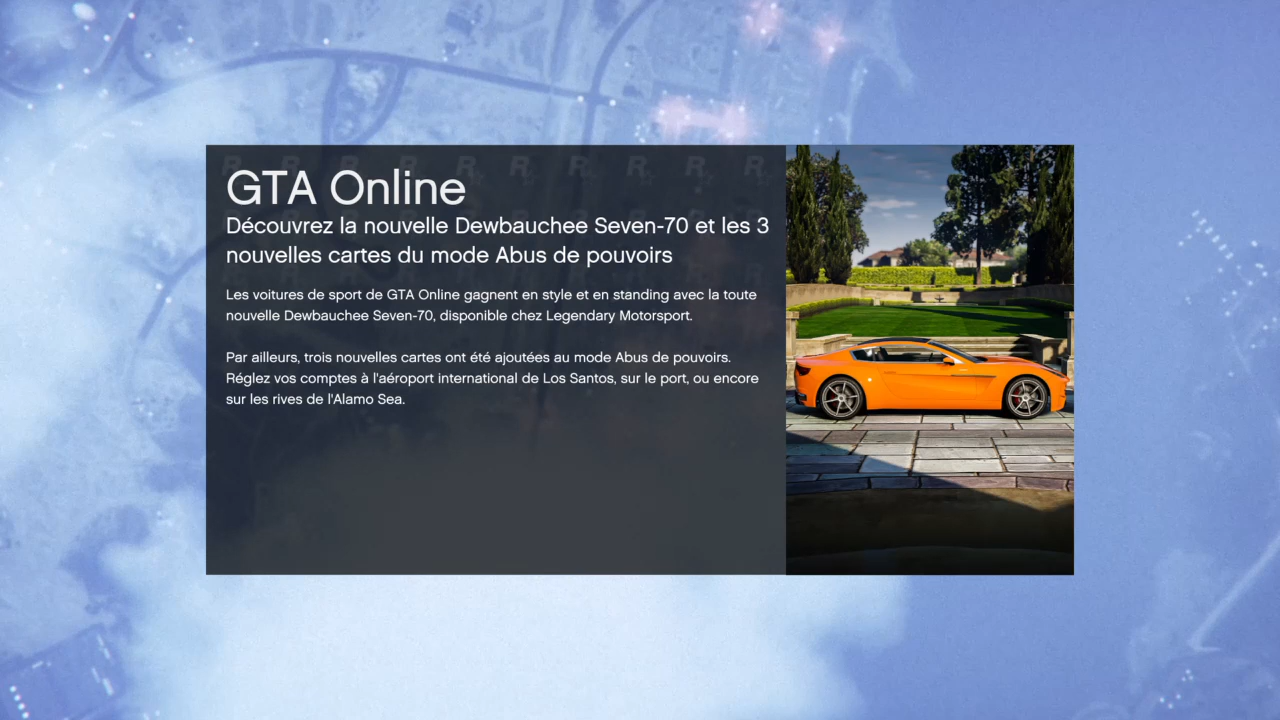 GTA Online
Découvrez la nouvelle Dewbauchee Seven-70 et les 3
nouvelles cartes du mode Abus de pouvoirs
Les voitures de sport de GTA Online gagnent en style et en standing avec la toute
nouvelle Dewbauchee Seven-70, disponible chez Legendary Motorsport.
Par ailleurs, trois nouvelles cartes ont été ajoutées au mode Abus de pouvoirs.
Réglez vos comptes à l'aéroport international de Los Santos, sur le port, ou encore
sur les rives de l'Alamo Sea.